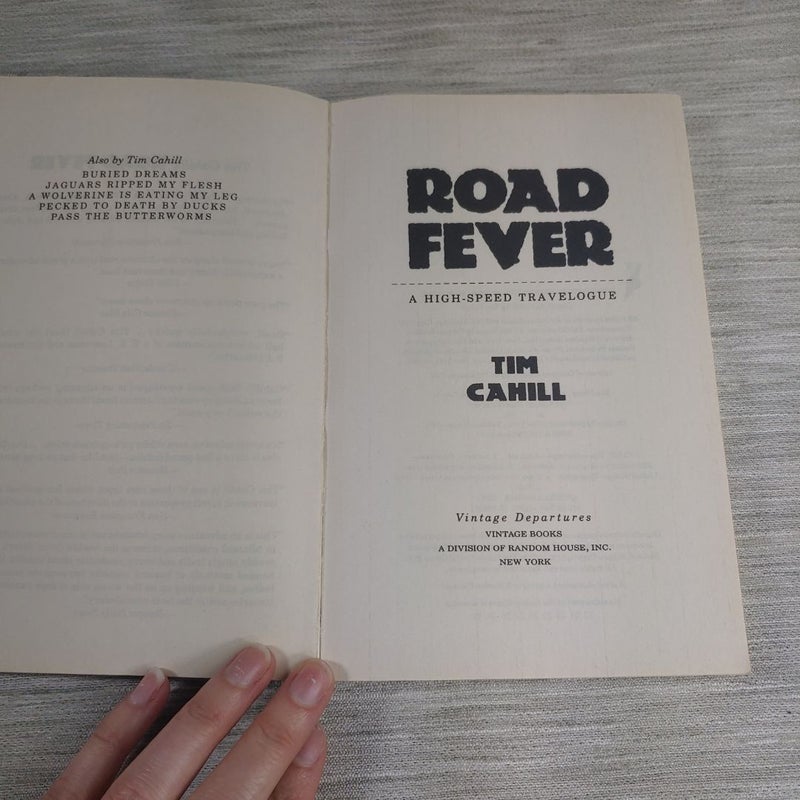 Also by Tim Cahill
BURIED DREAMS
JAGUARS RIPPED MY FLESH
A WOLVERINE IS EATING MY LEG
PECKED TO DEATH BY DUCKS
PASS THE BUTTERWORMS
ROAD
FEVER
A HIGH-SPEED TRAVELOGUE
TIM
CAHILL
Vintage Departures
VINTAGE BOOKS
A DIVISION OF RANDOM HOUSE, INC.
NEW YORK